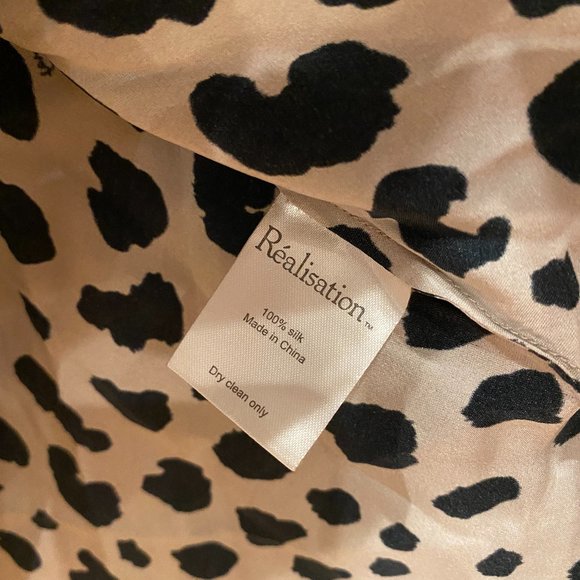 Réalisation™
100% silk
Made in China
Dry clean only